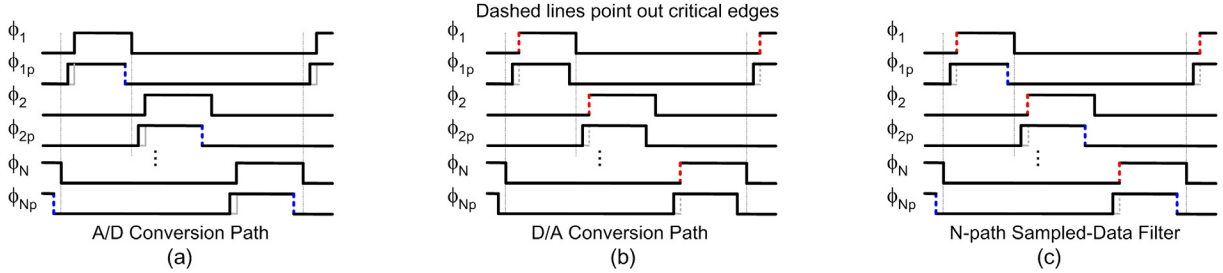 Dashed lines point out critical edges
ϕ1
ϕ1p
ϕ2
ϕ2p
ϕN
ϕNp
A/D Conversion Path
(a)
ϕ1
ϕ1p
ϕ2
ϕ2p
ϕN
ϕNp
D/A Conversion Path
(b)
ϕ1
ϕ1p
ϕ2
ϕ2p
ϕN
ϕNp
N-path Sampled-Data Filter
(c)